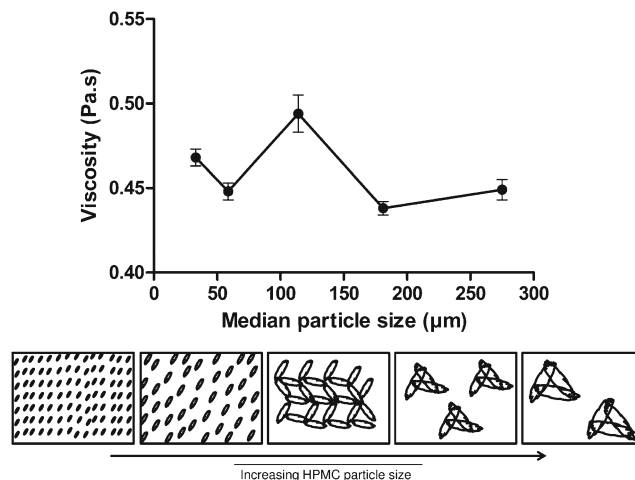 0.55
0.50
0.45
0.40
Viscosity (Pa.s)
0 50 100 150 200 250 300
Median particle size (µm)
Increasing HPMC particle size